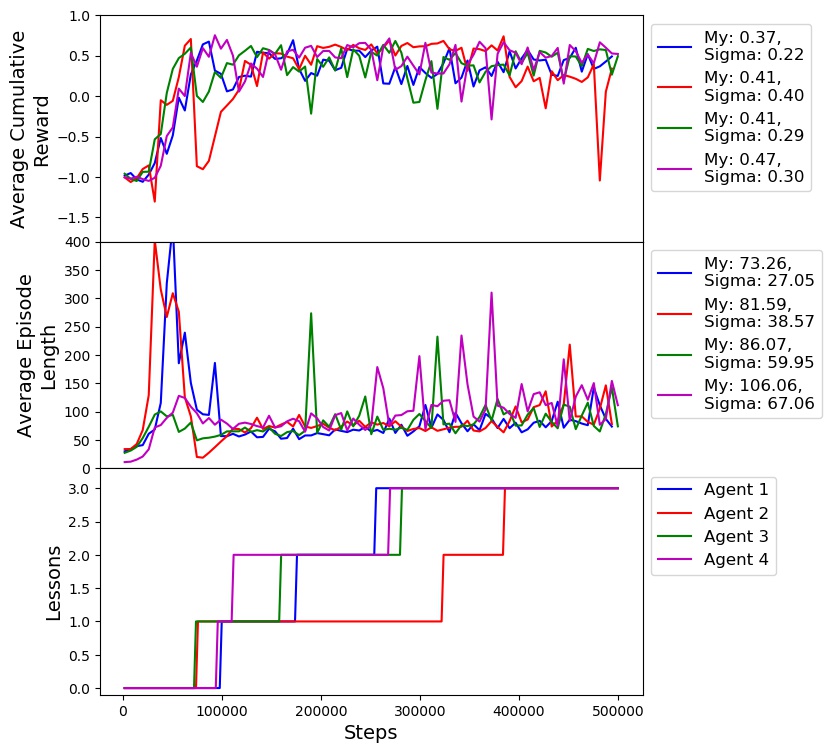 Average Cumulative
Reward
1.0
0.5
0.0
−0.5
−1.0
−1.5
My: 0.37,
Sigma: 0.22
My: 0.41,
Sigma: 0.40
My: 0.41,
Sigma: 0.29
My: 0.47,
Sigma: 0.30
Average Episode
Length
400
350
300
250
200
150
100
50
0
My: 73.26,
Sigma: 27.05
My: 81.59,
Sigma: 38.57
My: 86.07,
Sigma: 59.95
My: 106.06,
Sigma: 67.06
Lessons
3.0
2.5
2.0
1.5
1.0
0.5
0.0
Agent 1
Agent 2
Agent 3
Agent 4
0 100000 200000 300000 400000 500000
Steps